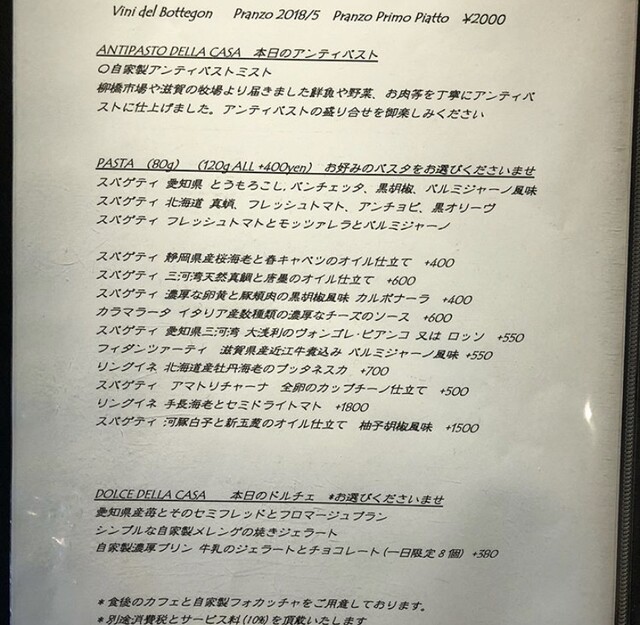 Vini del Bottegon Pranzo 2018/5 Pranzo Primo Piatto ¥2000
ANTIPASTO DELLA CASA 本日のアンティパスト
○自家製アンティパストミスト
柳橋市場や滋賀の牧場より届きました鮮魚や野菜、お肉等を丁寧にアンティパ
ストに仕上げました。アンティパストの盛り合せを御楽しみください
PASTA (80g) (120g ALL +400yen) お好みのパスタをお選びくださいませ
スパゲティ 愛知県 とうもろこし、パンチェッタ、黒胡椒、パルミジャーノ風味
スパゲティ 北海道 真蛸、フレッシュトマト、アンチョビ、黒オリーヴ
スパゲティ フレッシュトマトとモッツァレラとパルミジャーノ
スパゲティ 静岡県産桜海老と春キャベツのオイル仕立て +400
スパゲティ 三河湾天然真鯛と唐墨のオイル仕立て +600
スパゲティ 濃厚な卵黄と豚頬肉の黒胡椒風味 カルボナーラ +400
カラマラータ イタリア産数種類の濃厚なチーズのソース +600
スパゲティ 愛知県三河湾 大浅利のヴォンゴレ・ビアンコ 又は ロッソ +550
フィダンツァーティ 滋賀県産近江牛煮込み パルミジャーノ風味 +550
リングイネ 北海道産牡丹海老のプッタネスカ +700
スパゲティ アマトリチャーナ 全卵のカップチーノ仕立て +500
リングイネ 手長海老とセミドライトマト +1800
スパゲティ 河豚白子と新玉葱のオイル仕立て 柚子胡椒風味 +1500
DOLCE DELLA CASA 本日のドルチェ *お選びくださいませ
愛知県産苺とそのセミフレッドとフロマージュブラン
シンプルな自家製メレンゲの焼きジェラート
自家製濃厚プリン 牛乳のジェラートとチョコレート (一日限定8個) +380
*食後のカフェと自家製フォカッチャをご用意しております。
*別途消費税とサービス料(10%)を頂戴いたします